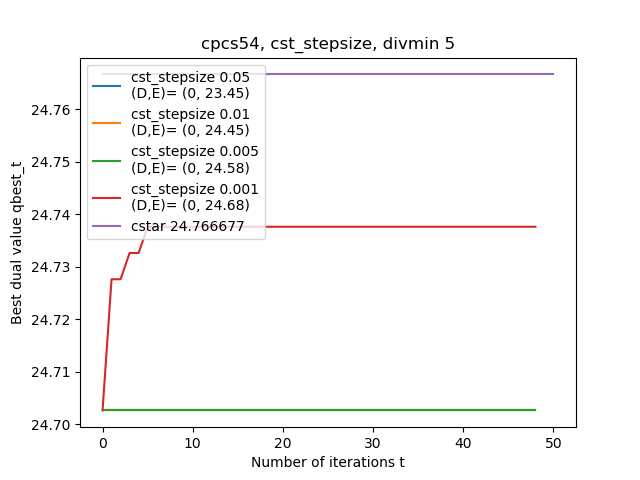 cpcs54, cst_stepsize, divmin 5
cst_stepsize 0.05
(D,E)= (0, 23.45)
cst_stepsize 0.01
(D,E)= (0, 24.45)
cst_stepsize 0.005
(D,E)= (0, 24.58)
cst_stepsize 0.001
(D,E)= (0, 24.68)
cstar 24.766677
Best dual value qbest_t
24.76
24.75
24.74
24.73
24.72
24.71
24.70
0 10 20 30 40 50
Number of iterations t